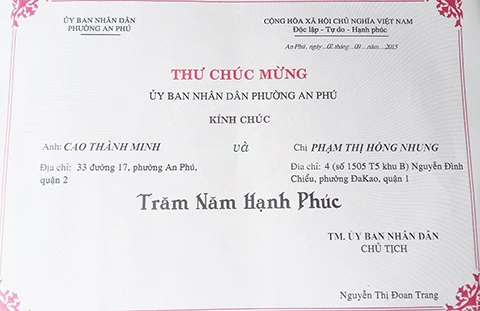 ỦY BAN NHÂN DÂN
PHƯỜNG AN PHÚ
CỘNG HÒA XÃ HỘI CHỦ NGHĨA VIỆT NAM
Độc lập - Tự do - Hạnh phúc
An Phú, ngày...01.tháng...09....năm....2015
THƯ CHÚC MỪNG
ỦY BAN NHÂN DÂN PHƯỜNG AN PHÚ
KÍNH CHÚC
Anh: CAO THÀNH MINH và Chị PHẠM THỊ HỒNG NHUNG
Địa chỉ: 33 đường 17, phường An Phú,
quận 2
Địa chỉ: 4 (số 1505 T5 khu B) Nguyễn Đình
Chiểu, phường ĐaKao, quận 1
Trăm Năm Hạnh Phúc
TM. ỦY BAN NHÂN DÂN
CHỦ TỊCH
Nguyễn Thị Đoan Trang